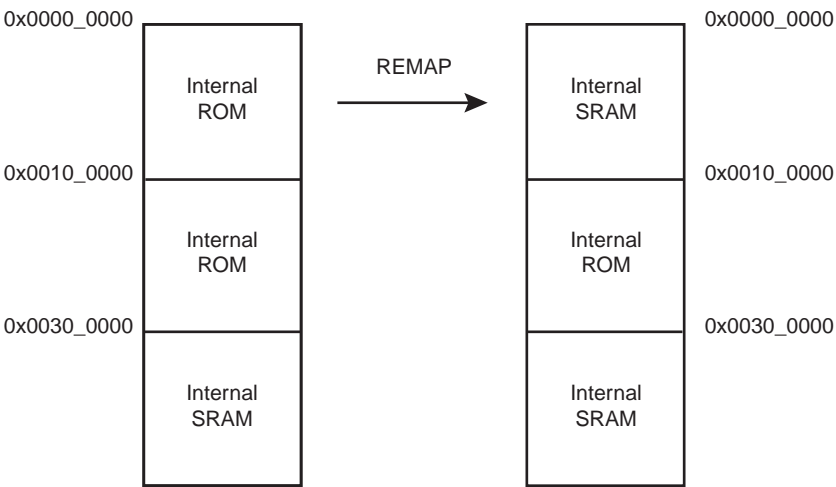 0x0000_0000
0x0000_0000
REMAP
Internal
ROM
Internal
SRAM
0x0010_0000
0x0010_0000
Internal
ROM
Internal
ROM
0x0030_0000
0x0030_0000
Internal
SRAM
Internal
SRAM